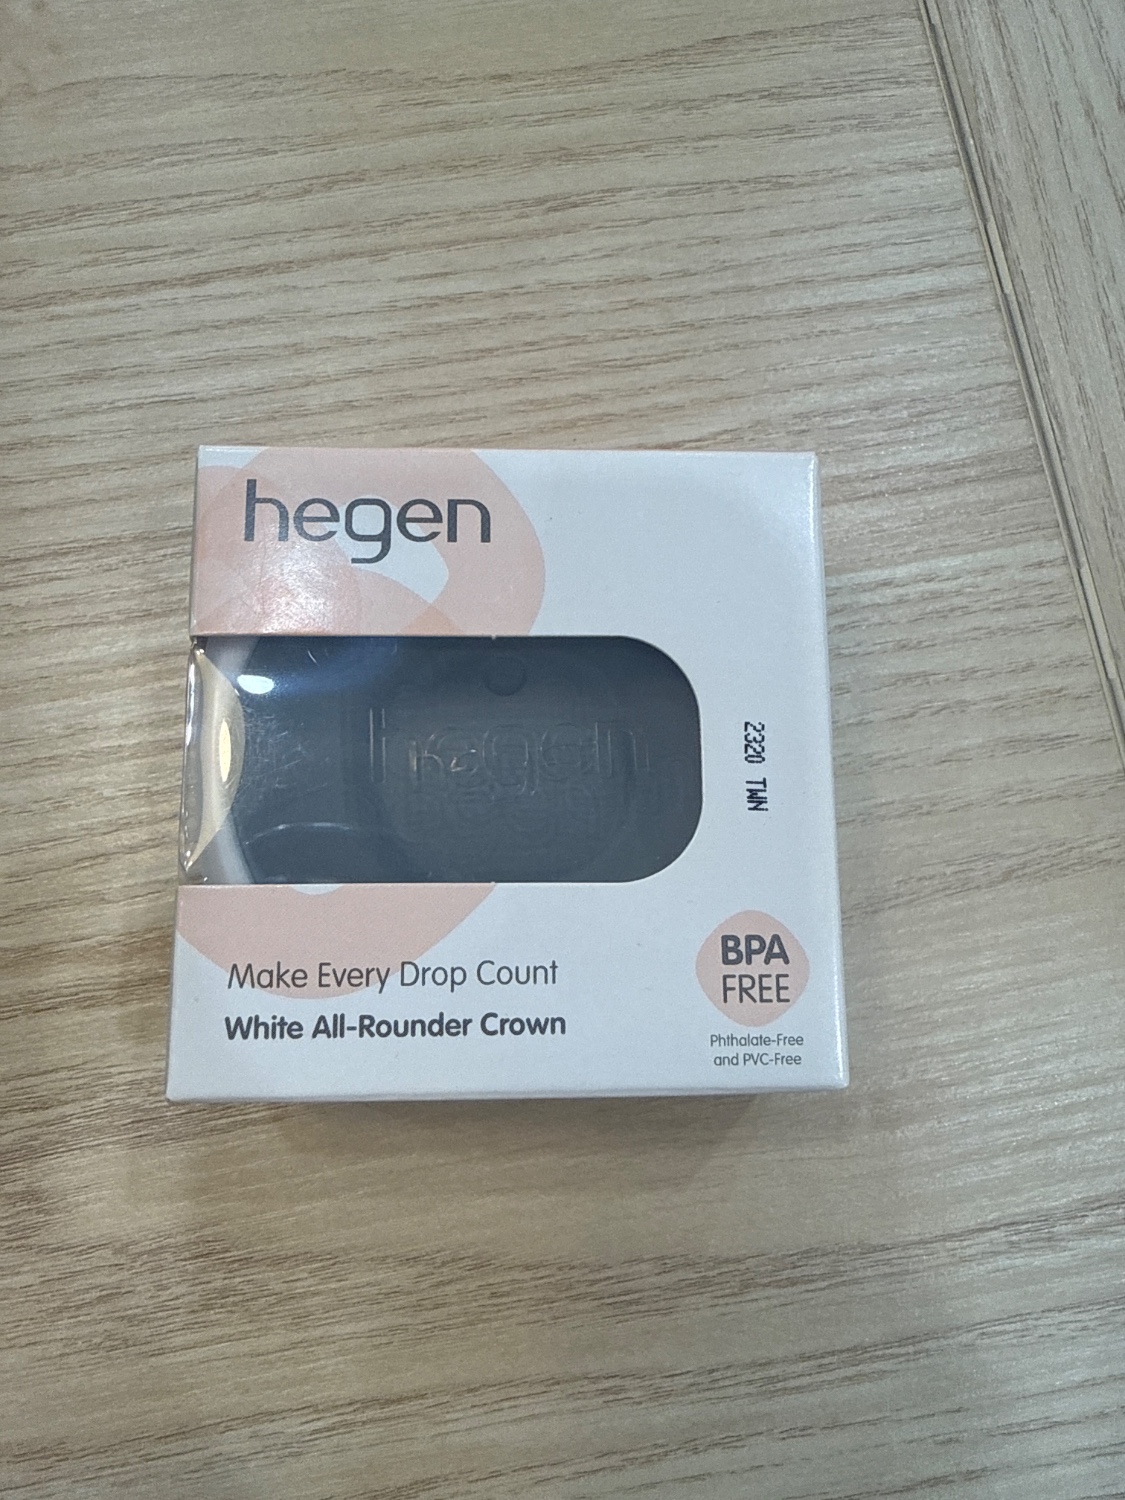 hegen
hegen
2320 TWN
Make Every Drop Count
White All-Rounder Crown
BPA
FREE
Phthalate-Free
and PVC-Free